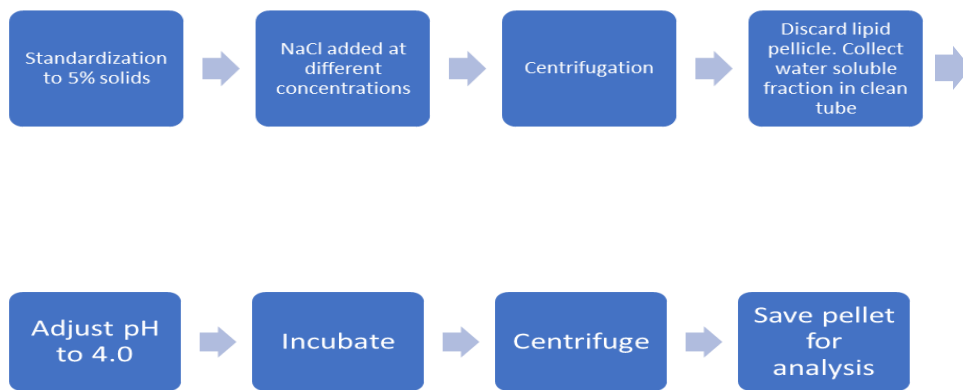 Standardization
to 5% solids
NaCl added at
different
concentrations
Centrifugation
Discard lipid
pellicle. Collect
water soluble
fraction in clean
tube
Adjust pH
to 4.0
Incubate
Centrifuge
Save pellet
for
analysis